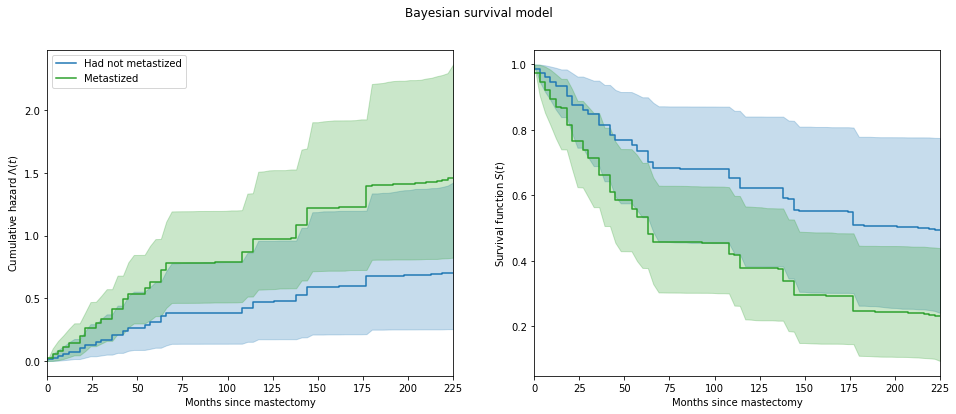 Bayesian survival model
Had not metastized
Metastized
Cumulative hazard Λ(t)
2.0
1.5
1.0
0.5
0.0
0 25 50 75 100 125 150 175 200 225
Months since mastectomy
Survival function S(t)
1.0
0.8
0.6
0.4
0.2
0 25 50 75 100 125 150 175 200 225
Months since mastectomy